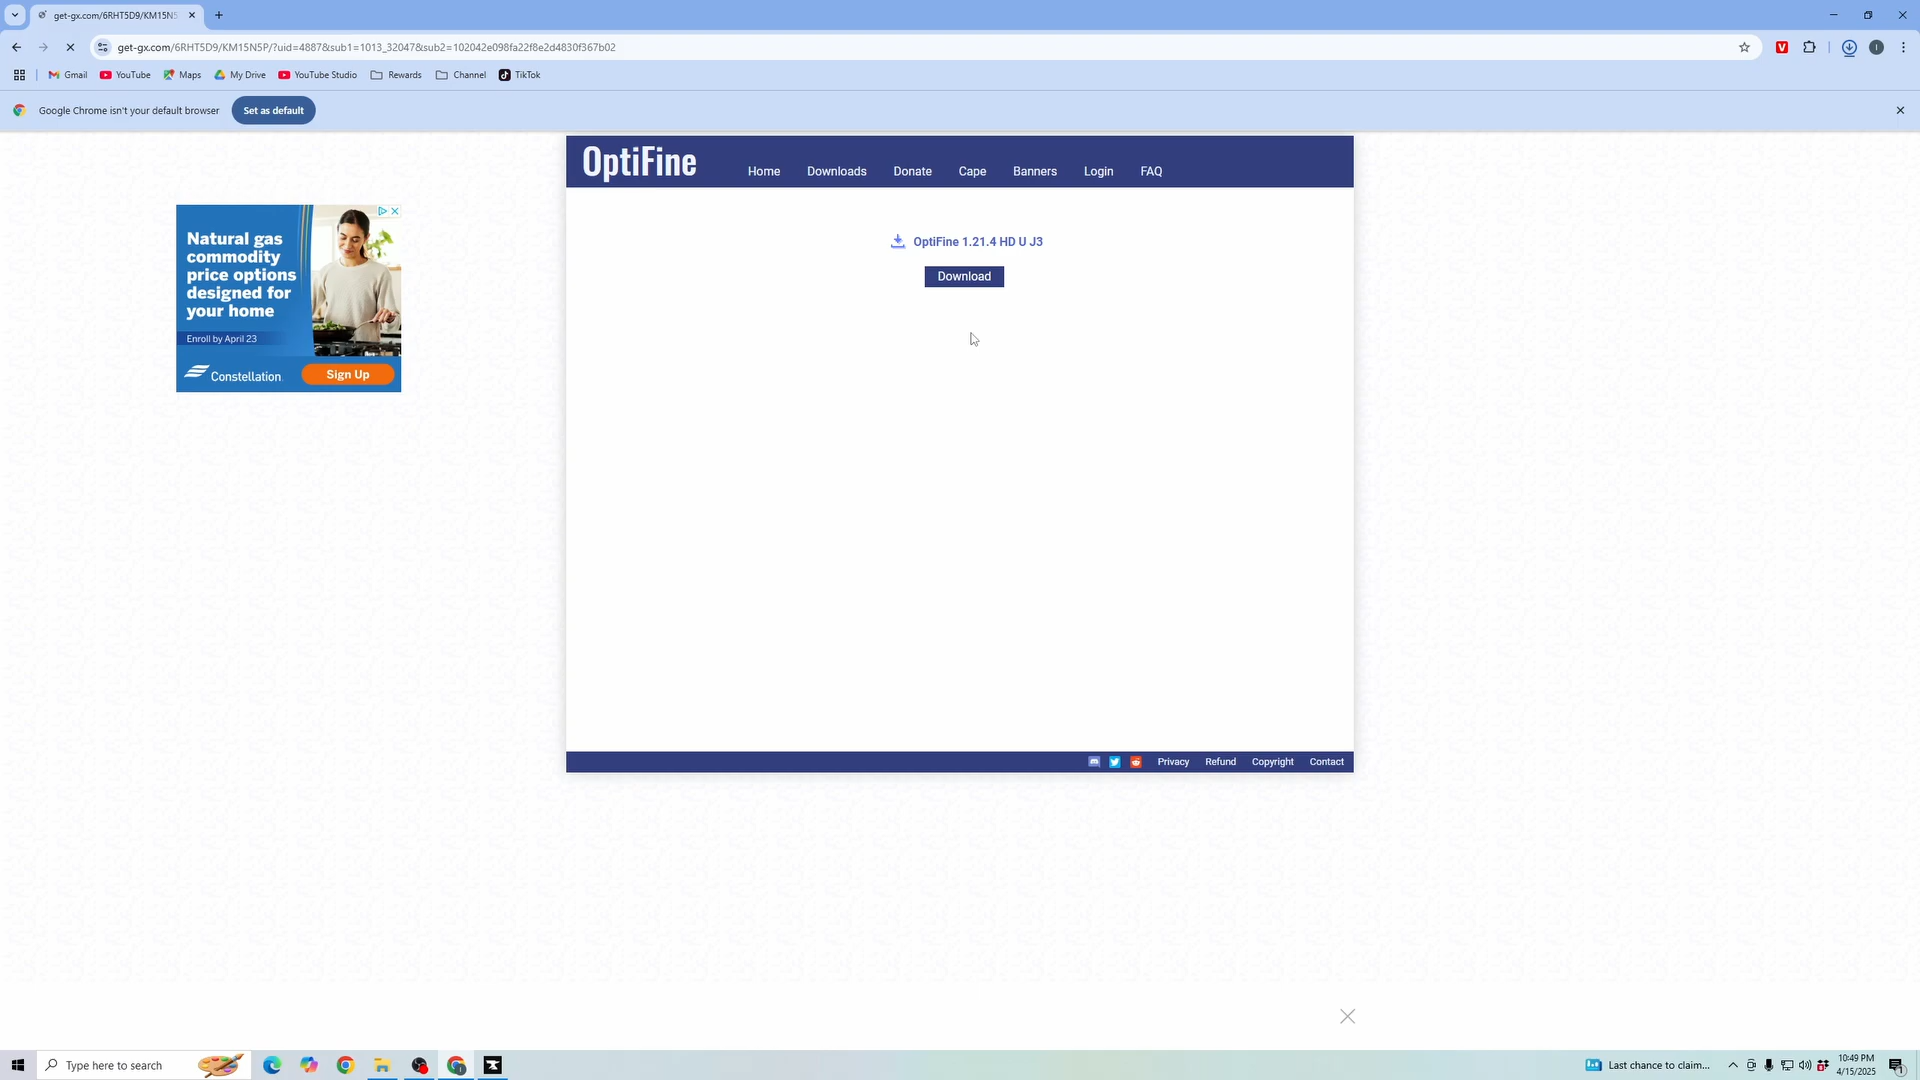 get-gx.com/6RHT5D9/KM15N5
get-gx.com/6RHT5D9/KM15N5P/?uid=4887&sub1=1013_32047&sub2=102042e098fa22f8e2d4830f367b02
Gmail YouTube Maps My Drive YouTube Studio Rewards Channel TikTok
Google Chrome isn't your default browser Set as default
OptiFine Home Downloads Donate Cape Banners Login FAQ
Natural gas
commodity
price options
designed for
your home
Enroll by April 23
Constellation
Sign Up
OptiFine 1.21.4 HD U J3
Download
Privacy Refund Copyright Contact
Type here to search
Last chance to claim...
10:49 PM
4/15/2025